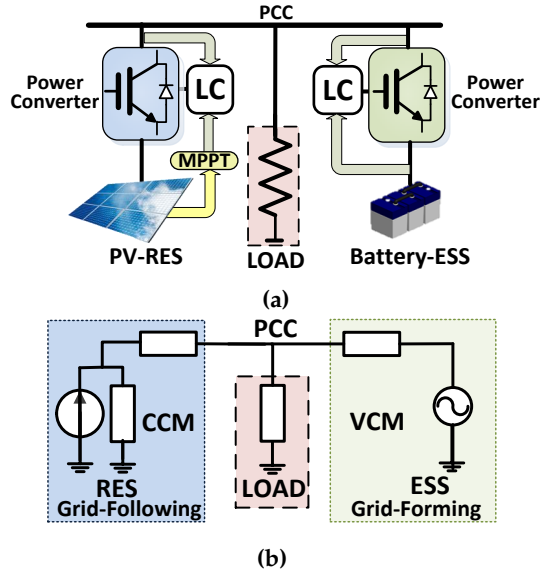 PCC
Power
Converter
LC
LC
Power
Converter
MPPT
PV-RES
LOAD
Battery-ESS
(a)
PCC
CCM
VCM
RES
Grid-Following
LOAD
ESS
Grid-Forming
(b)